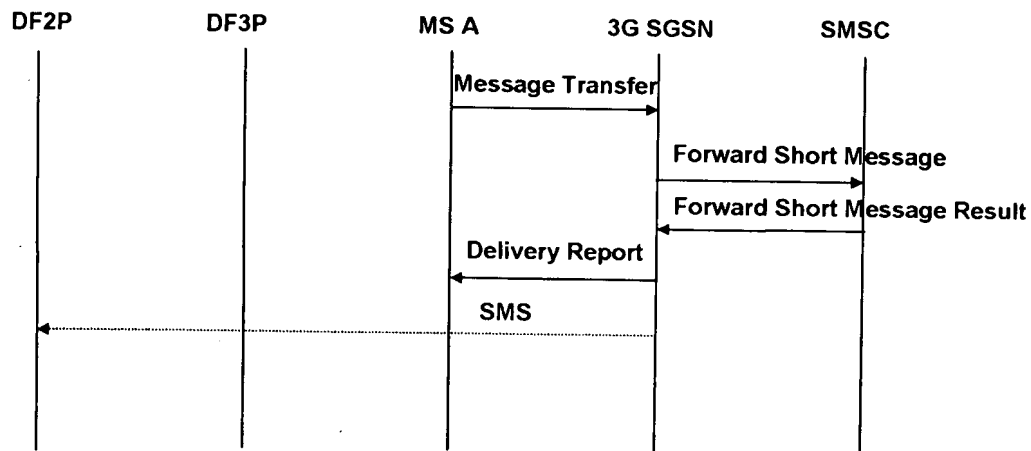 DF2P DF3P MS A 3G SGSN SMSC
Message Transfer
Forward Short Message
Forward Short Message Result
Delivery Report
SMS